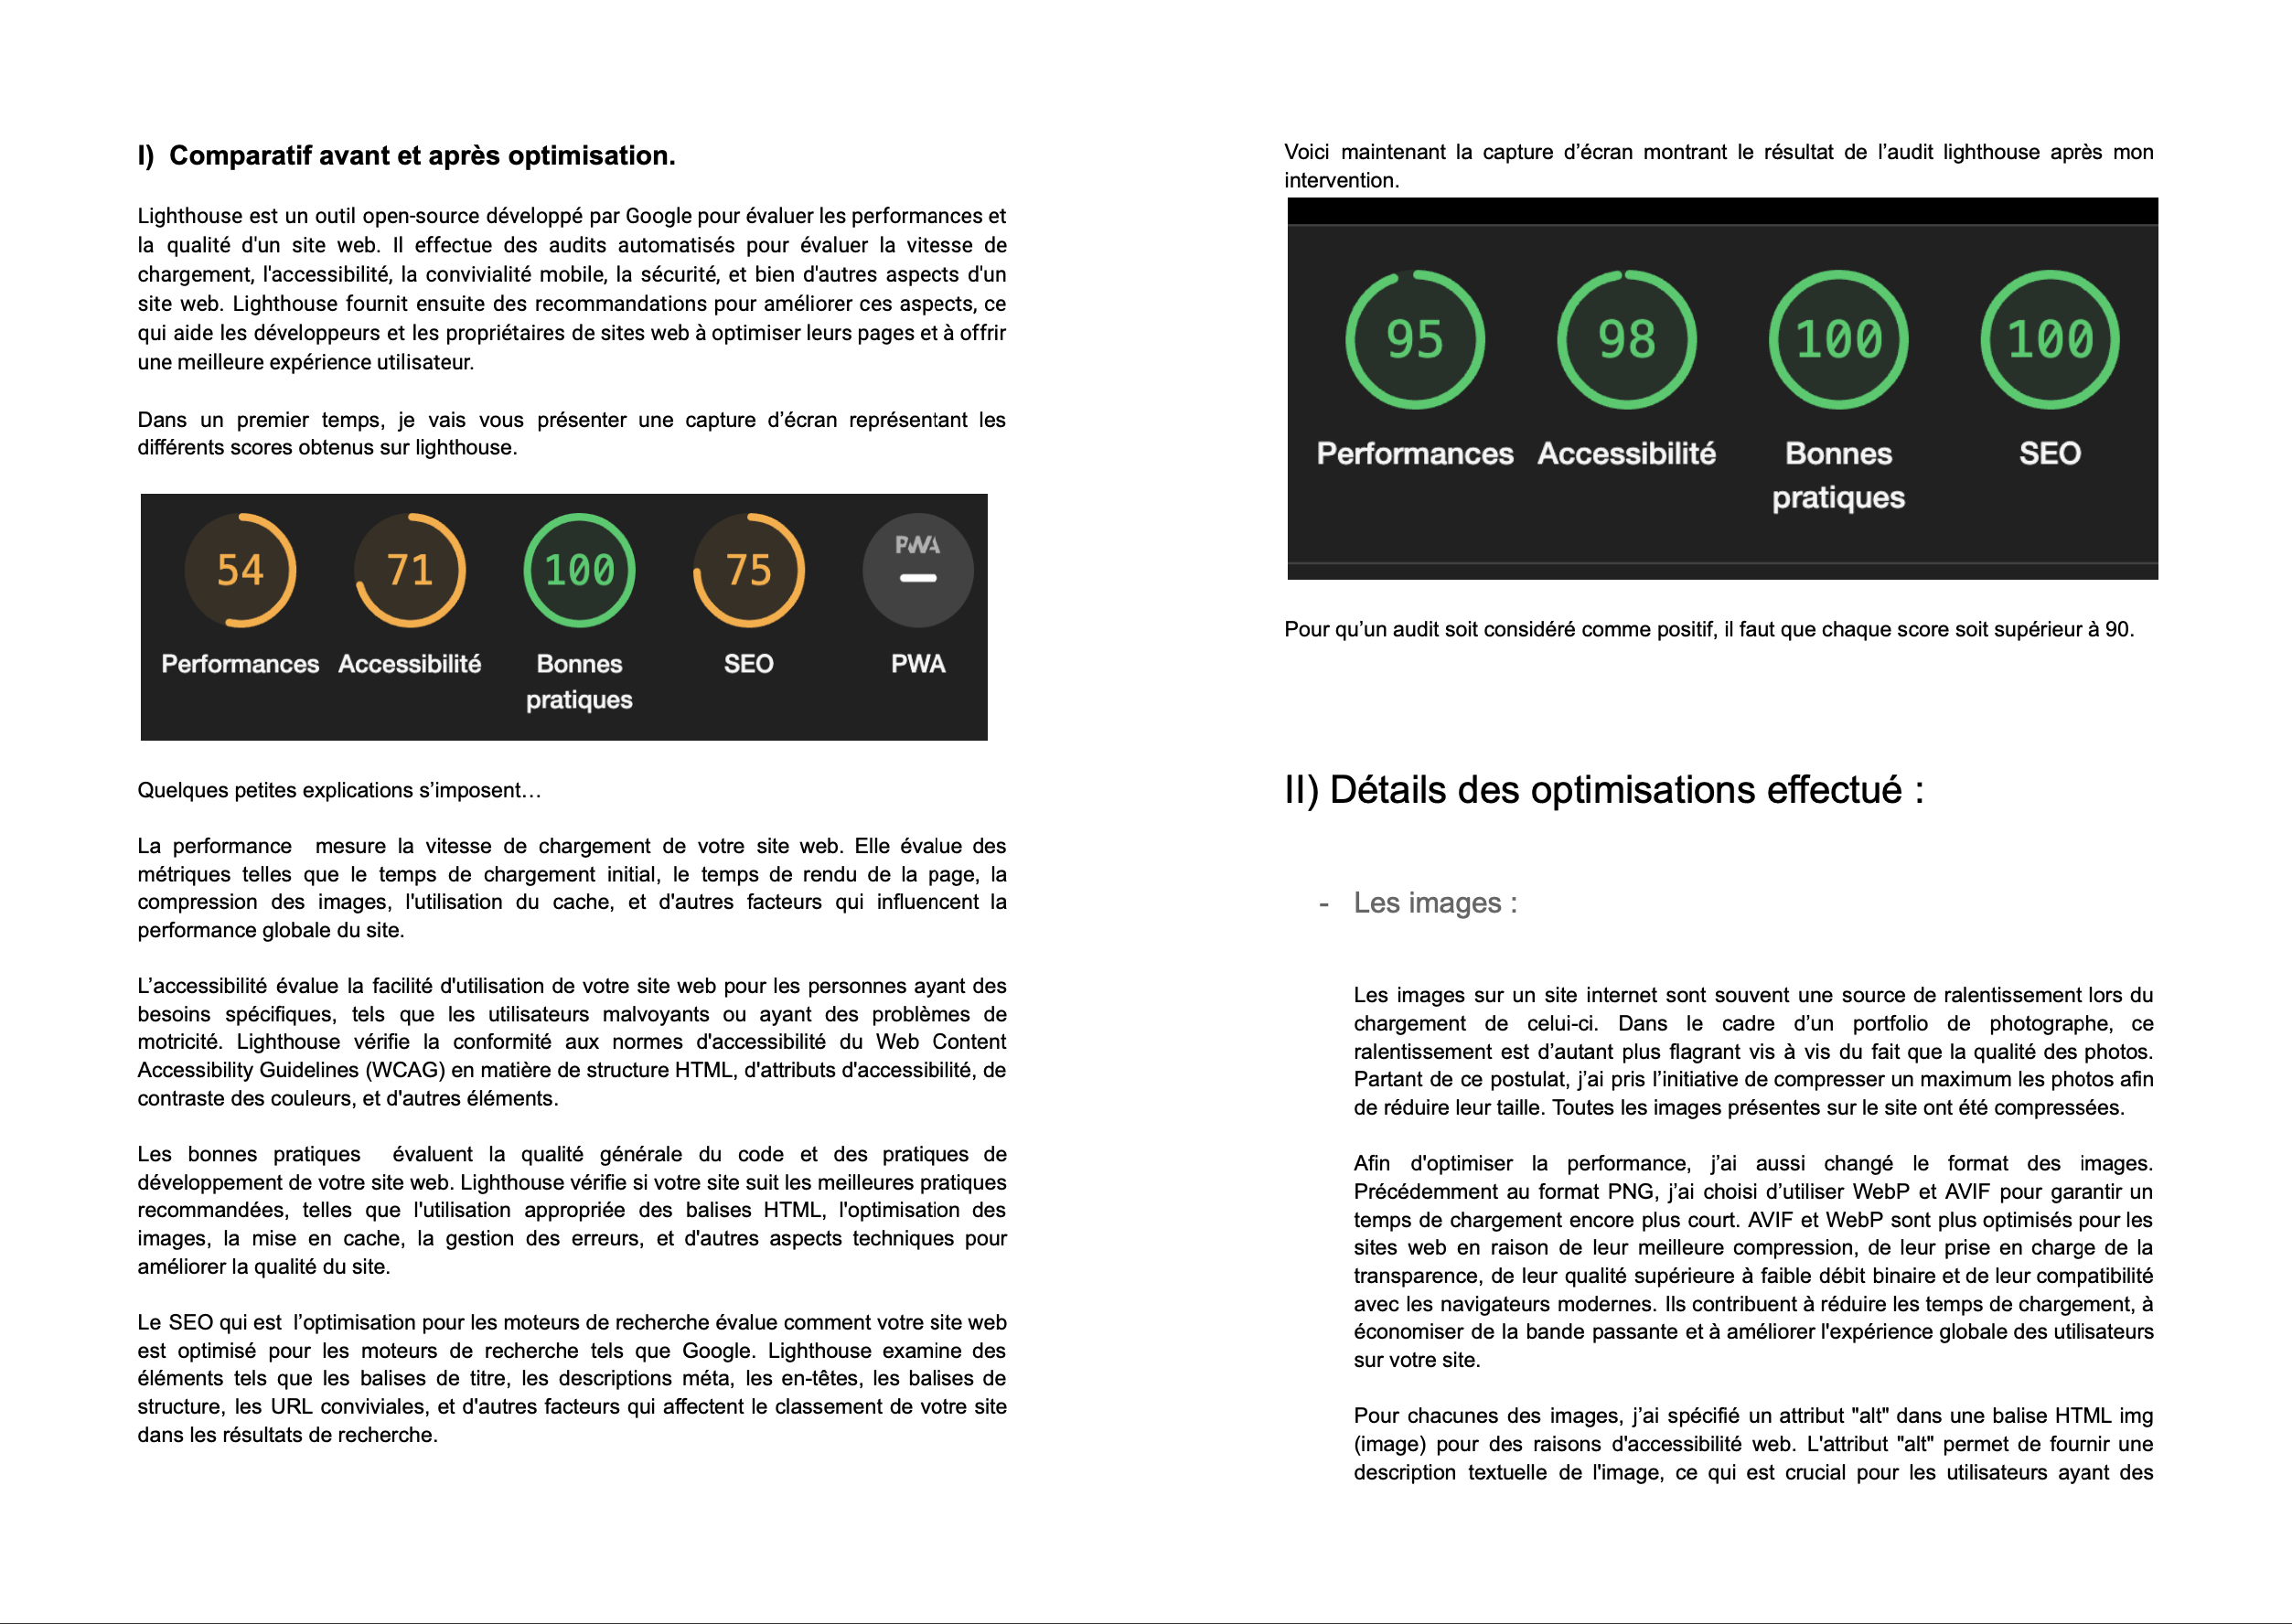 I) Comparatif avant et après optimisation.
Lighthouse est un outil open-source développé par Google pour évaluer les performances et
la qualité d'un site web. Il effectue des audits automatisés pour évaluer la vitesse de
chargement, l'accessibilité, la convivialité mobile, la sécurité, et bien d'autres aspects d'un
site web. Lighthouse fournit ensuite des recommandations pour améliorer ces aspects, ce
qui aide les développeurs et les propriétaires de sites web à optimiser leurs pages et à offrir
une meilleure expérience utilisateur.
Dans un premier temps, je vais vous présenter une capture d’écran représentant les
différents scores obtenus sur lighthouse.
54 71 100 75 PWA
Performances Accessibilité Bonnes SEO PWA
pratiques
Quelques petites explications s’imposent…
La performance mesure la vitesse de chargement de votre site web. Elle évalue des
métriques telles que le temps de chargement initial, le temps de rendu de la page, la
compression des images, l'utilisation du cache, et d'autres facteurs qui influencent la
performance globale du site.
L’accessibilité évalue la facilité d'utilisation de votre site web pour les personnes ayant des
besoins spécifiques, tels que les utilisateurs malvoyants ou ayant des problèmes de
motricité. Lighthouse vérifie la conformité aux normes d'accessibilité du Web Content
Accessibility Guidelines (WCAG) en matière de structure HTML, d'attributs d'accessibilité, de
contraste des couleurs, et d'autres éléments.
Les bonnes pratiques évaluent la qualité générale du code et des pratiques de
développement de votre site web. Lighthouse vérifie si votre site suit les meilleures pratiques
recommandées, telles que l'utilisation appropriée des balises HTML, l'optimisation des
images, la mise en cache, la gestion des erreurs, et d'autres aspects techniques pour
améliorer la qualité du site.
Le SEO qui est l’optimisation pour les moteurs de recherche évalue comment votre site web
est optimisé pour les moteurs de recherche tels que Google. Lighthouse examine des
éléments tels que les balises de titre, les descriptions méta, les en-têtes, les balises de
structure, les URL conviviales, et d'autres facteurs qui affectent le classement de votre site
dans les résultats de recherche.
Voici maintenant la capture d’écran montrant le résultat de l’audit lighthouse après mon
intervention.
95 98 100 100
Performances Accessibilité Bonnes SEO
pratiques
Pour qu’un audit soit considéré comme positif, il faut que chaque score soit supérieur à 90.
II) Détails des optimisations effectué :
- Les images :
Les images sur un site internet sont souvent une source de ralentissement lors du
chargement de celui-ci. Dans le cadre d’un portfolio de photographe, ce
ralentissement est d’autant plus flagrant vis à vis du fait que la qualité des photos.
Partant de ce postulat, j’ai pris l’initiative de compresser un maximum les photos afin
de réduire leur taille. Toutes les images présentes sur le site ont été compressées.
Afin d'optimiser la performance, j’ai aussi changé le format des images.
Précédemment au format PNG, j’ai choisi d’utiliser WebP et AVIF pour garantir un
temps de chargement encore plus court. AVIF et WebP sont plus optimisés pour les
sites web en raison de leur meilleure compression, de leur prise en charge de la
transparence, de leur qualité supérieure à faible débit binaire et de leur compatibilité
avec les navigateurs modernes. Ils contribuent à réduire les temps de chargement, à
économiser de la bande passante et à améliorer l'expérience globale des utilisateurs
sur votre site.
Pour chacunes des images, j’ai spécifié un attribut "alt" dans une balise HTML img
(image) pour des raisons d'accessibilité web. L'attribut "alt" permet de fournir une
description textuelle de l'image, ce qui est crucial pour les utilisateurs ayant des